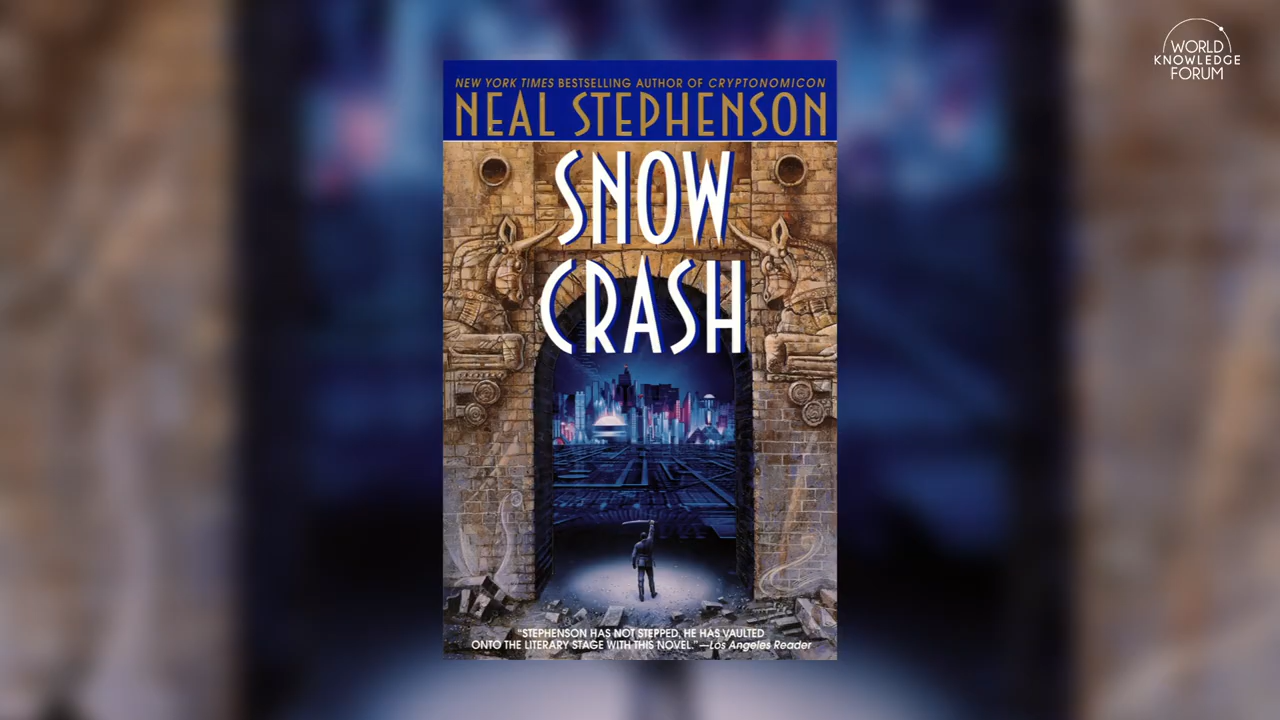 WORLD
KNOWLEDGE
FORUM
NEW YORK TIMES BESTSELLING AUTHOR OF CRYPTONOMICON
NEAL STEPHENSON
SNOW
CRASH
"STEPHENSON HAS NOT STEPPED, HE HAS VAULTED
ONTO THE LITERARY STAGE WITH THIS NOVEL."—Los Angeles Reader